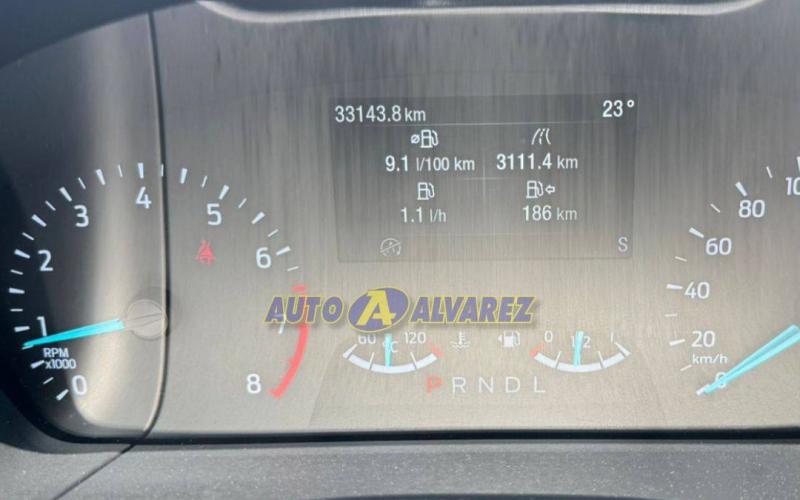 33143.8 km 23°
9.1 l/100 km 3111.4 km
1.1 l/h 186 km
S
0 1 2 3 4 5 6 7 8
RPM
x1000
AUTO A ALVAREZ
60 °C 120
0 1/2 1
P R N D L
0 20 40 60 80
km/h